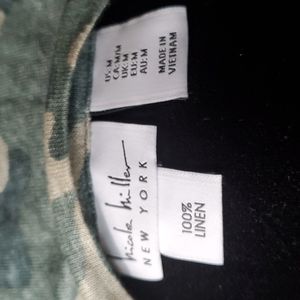 US: M
CA: M/M
UK: M
EU: M
AU: M
MADE IN
VIETNAM
nicole miller
NEW YORK
100%
LINEN